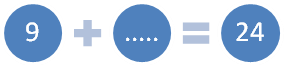 9 + ..... = 24